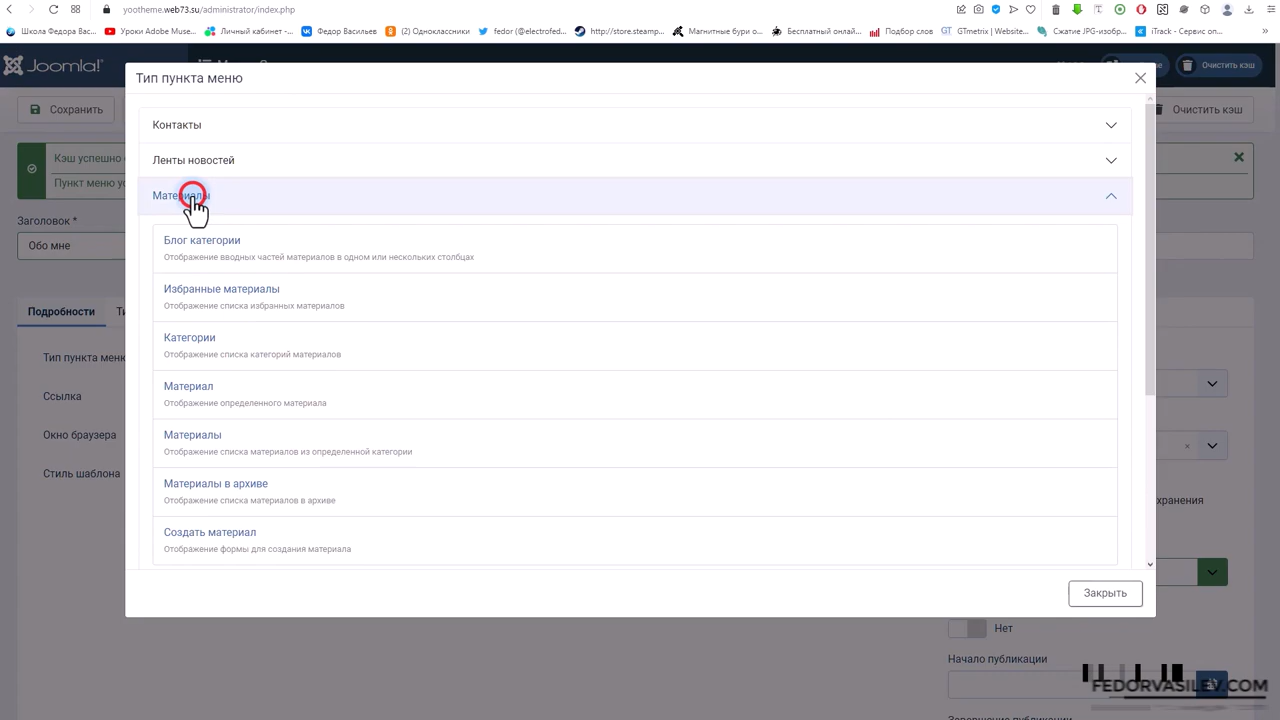 yootheme.web73.su/administrator/index.php
Школа Федора Вас...
Уроки Adobe Muse...
Личный кабинет -...
Федор Васильев
(2) Одноклассники
fedor (@electrofed...
http://store.steamp...
Магнитные бури о...
Бесплатный онлай...
Подбор слов
GTmetrix | Website...
Сжатие JPG-изобр...
iTrack - Сервис оп...
Joomla!
Очистить кэш
Тип пункта меню
Сохранить
Очистить кэш
Контакты
Кэш успешно
Ленты новостей
Пункт меню
Материалы
Заголовок *
Обо мне
Блог категории
Отображение вводных частей материалов в одном или нескольких столбцах
Избранные материалы
Отображение списка избранных материалов
Подробности
Категории
Отображение списка категорий материалов
Тип пункта меню
Материал
Отображение определенного материала
Ссылка
Окно браузера
Материалы
Отображение списка материалов из определенной категории
Стиль шаблона
Материалы в архиве
Отображение списка материалов в архиве
Создать материал
Отображение формы для создания материала
Закрыть
Нет
Начало публикации
FEDORVASILEV.COM